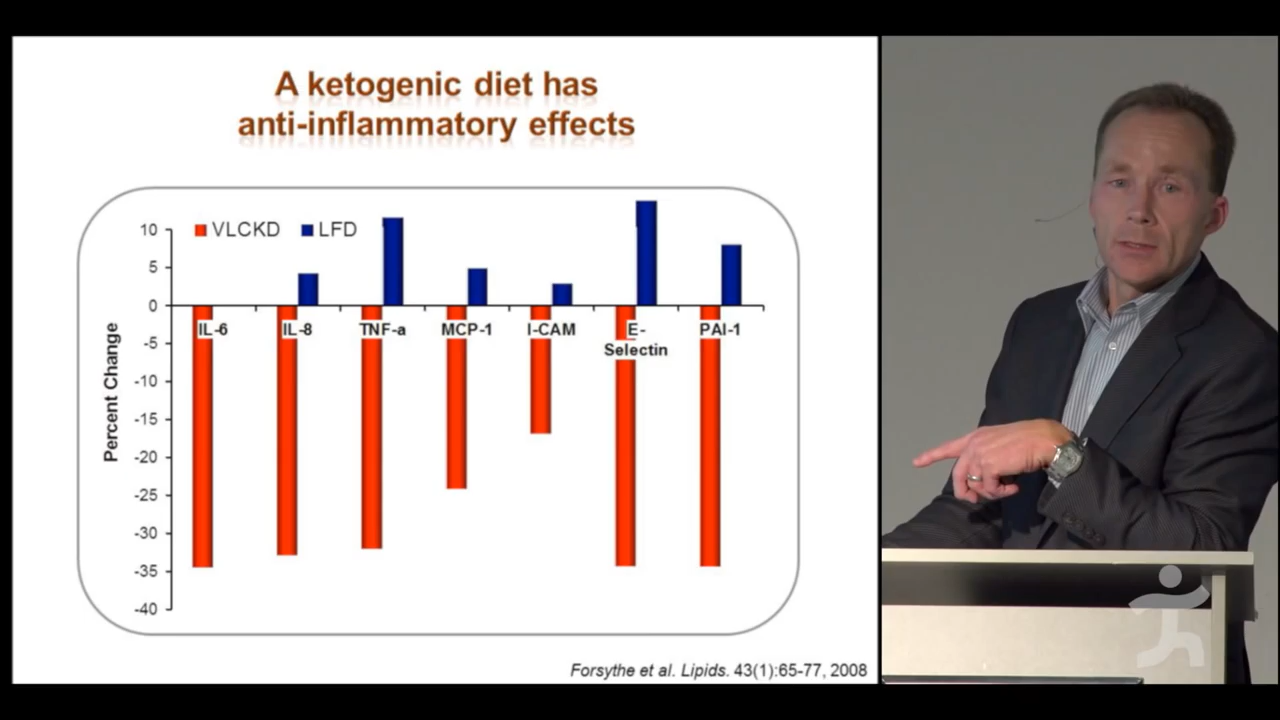 A ketogenic diet has
anti-inflammatory effects
VLCKD LFD
10
5
0
-5
-10
-15
-20
-25
-30
-35
-40
Percent Change
IL-6 IL-8 TNF-a MCP-1 I-CAM E- PAI-1
Selectin
Forsythe et al. Lipids. 43(1):65-77, 2008